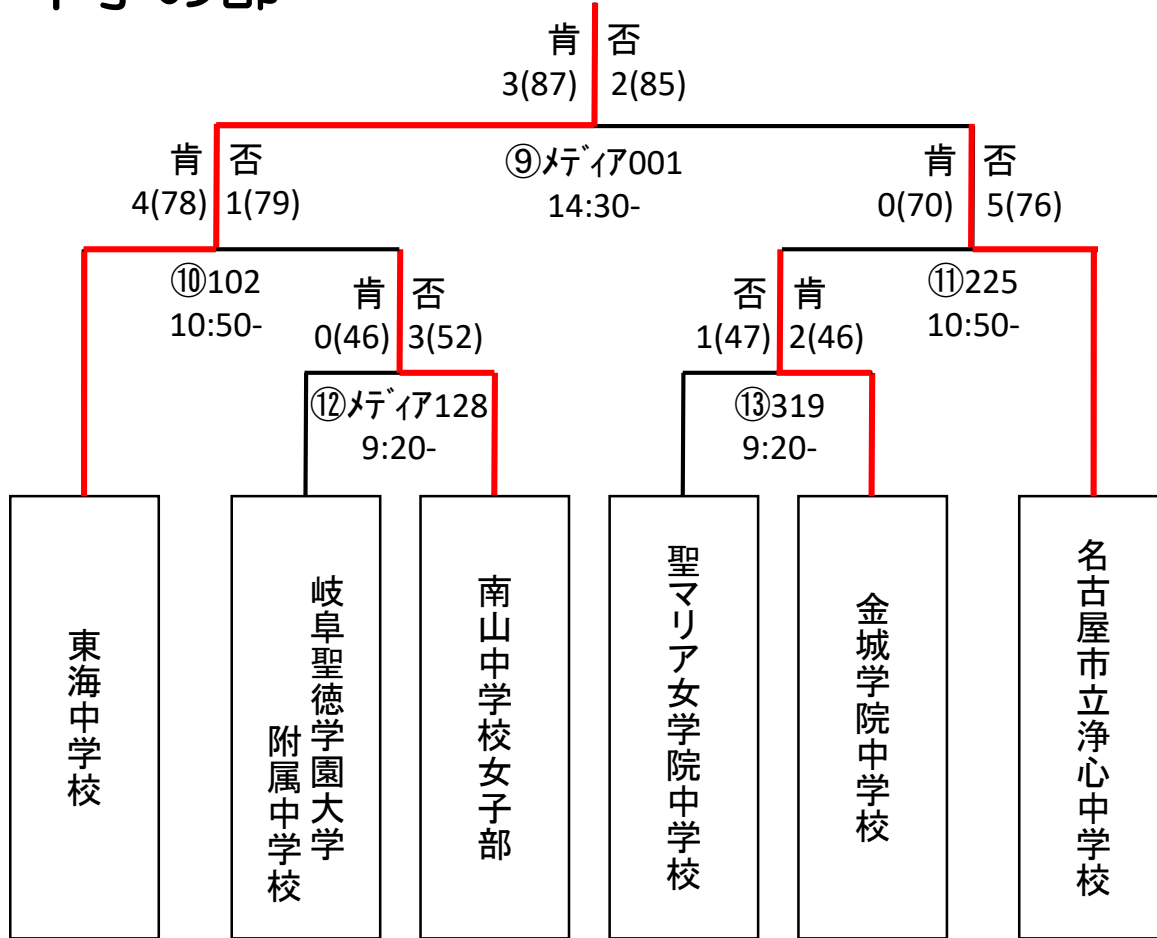 肯 否
3(87) 2(85)
⑨メディア001
14:30-
肯 否
4(78) 1(79)
肯 否
0(70) 5(76)
⑩102
10:50-
⑪225
10:50-
肯 否
0(46) 3(52)
否 肯
1(47) 2(46)
⑫メディア128
9:20-
⑬319
9:20-
東海中学校
岐阜聖徳学園大学
附属中学校
南山中学校女子部
聖マリア女学院中学校
金城学院中学校
名古屋市立浄心中学校